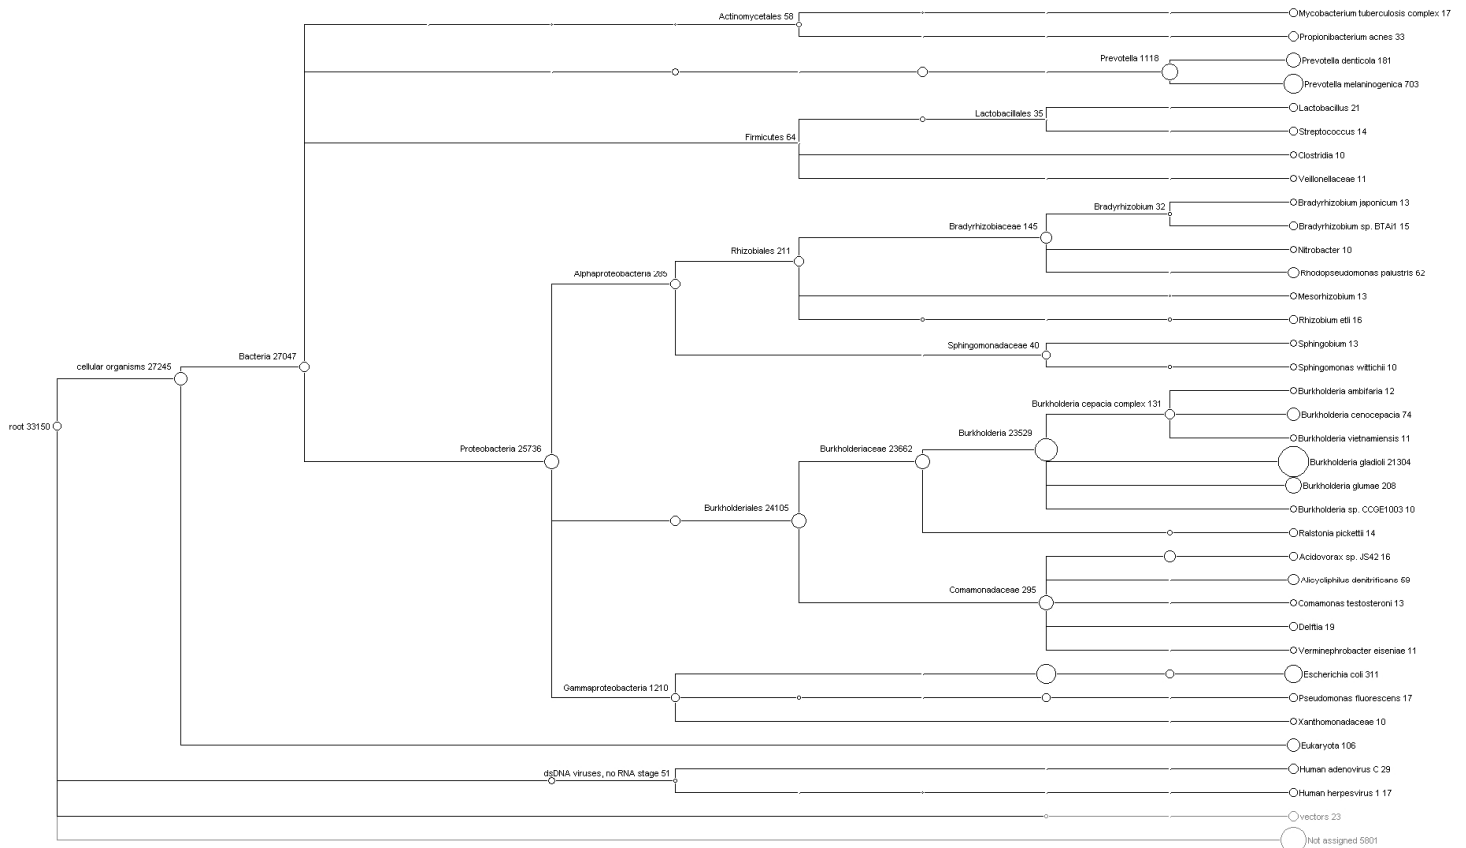 Actinomycetales 58
Mycobacterium tuberculosis complex 17
Propionibacterium acnes 33
Prevotella 1118
Prevotella denticola 181
Prevotella melaninogenica 703
Lactobacillus 21
Lactobacillales 35
Streptococcus 14
Firmicutes 64
Clostridia 10
Veillonellaceae 11
Bradyrhizobium japonicum 13
Bradyrhizobium 32
Bradyrhizobium sp. BTAi1 15
Bradyrhizobiaceae 145
Nitrobacter 10
Rhizobiales 211
Rhodopseudomonas palustris 62
Alphaproteobacteria 285
Mesorhizobium 13
Rhizobium etli 16
Sphingobium 13
Sphingomonadaceae 40
Bacteria 27047
cellular organisms 27245
Sphingomonas wittichii 10
Burkholderia ambifaria 12
Burkholderia cepacia complex 131
Burkholderia cenocepacia 74
root 33150
Burkholderia 23529
Burkholderia vietnamiensis 11
Proteobacteria 25736
Burkholderiaceae 23662
Burkholderia gladioli 21304
Burkholderia glumae 208
Burkholderiales 24105
Burkholderia sp. CCGE1003 10
Ralstonia pickettii 14
Acidovorax sp. JS42 16
Alicycliphilus denitrificans 59
Comamonadaceae 295
Comamonas testosteroni 13
Delftia 19
Verminephrobacter eiseniae 11
Escherichia coli 311
Gammaproteobacteria 1210
Pseudomonas fluorescens 17
Xanthomonadaceae 10
Eukaryota 106
dsDNA viruses, no RNA stage 51
Human adenovirus C 29
Human herpesvirus 1 17
vectors 23
Not assigned 5801